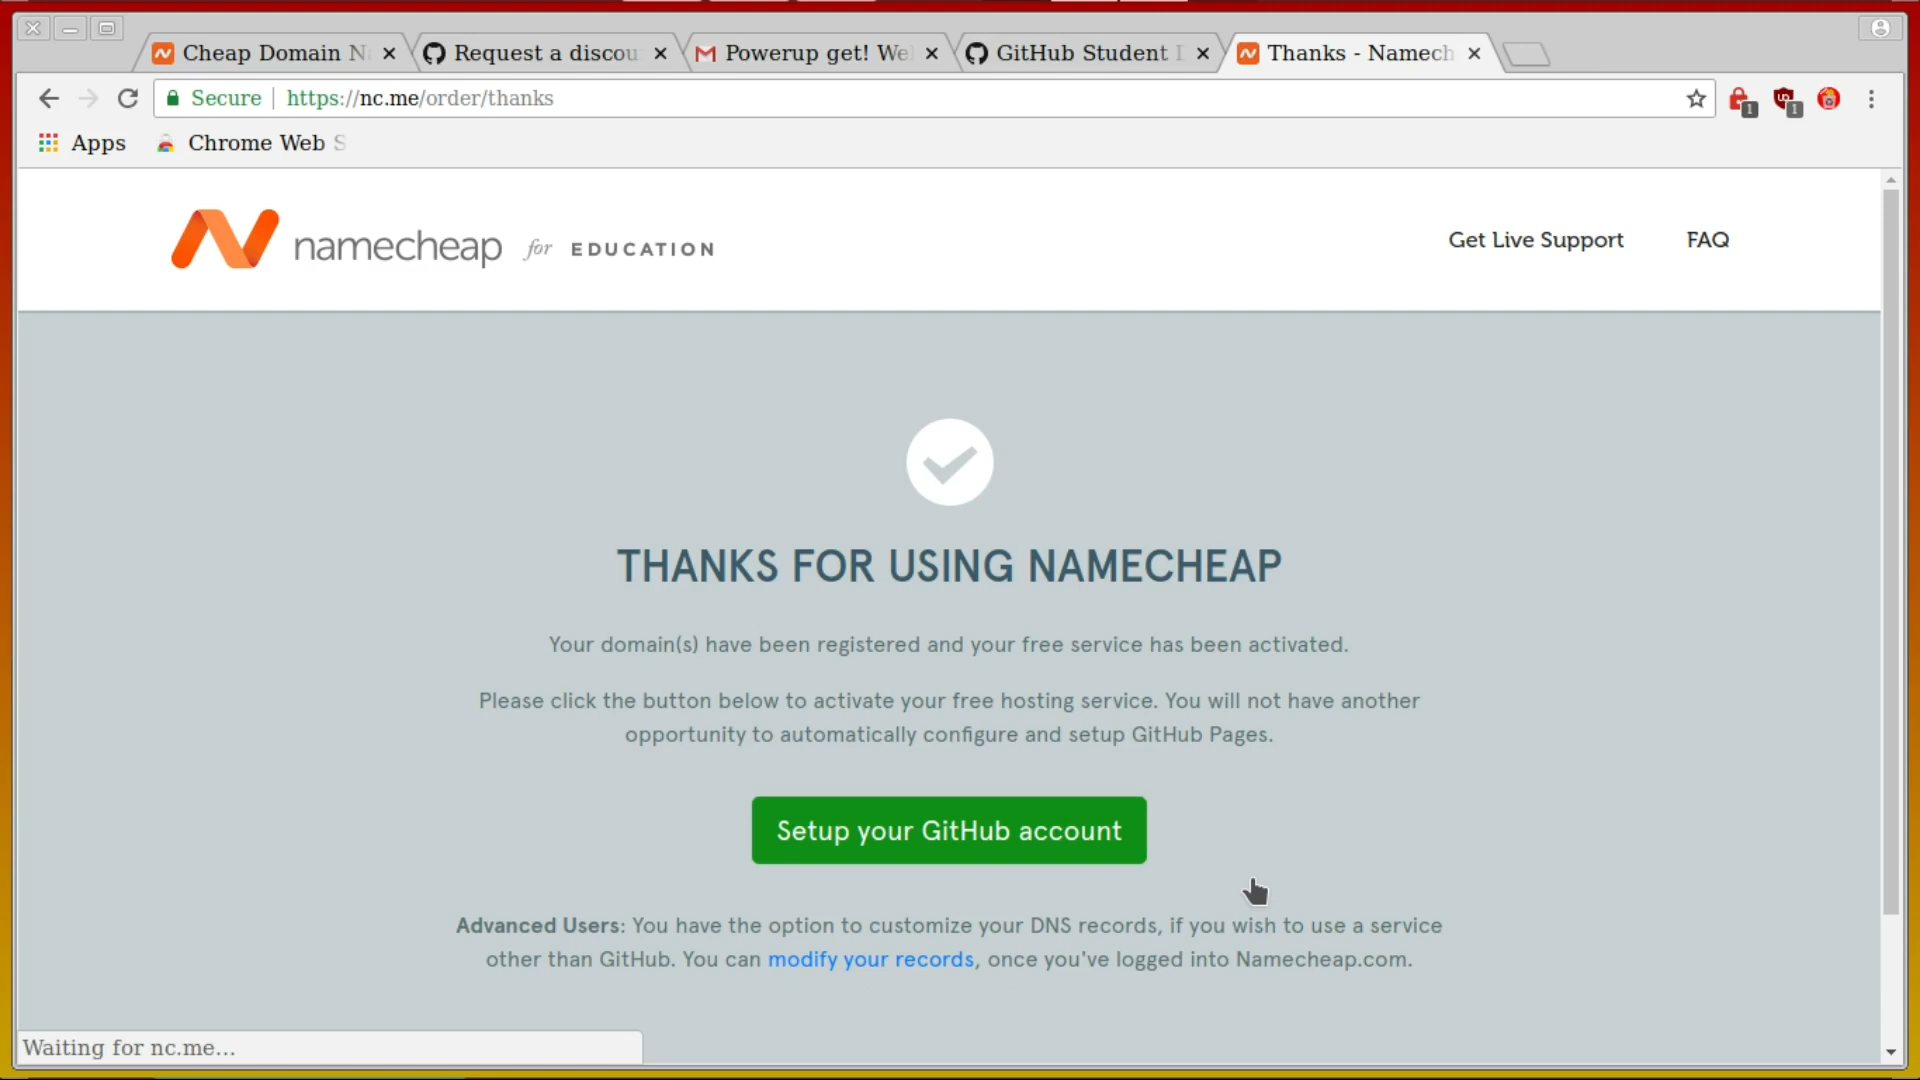 Cheap Domain N
Request a discou
Powerup get! We
GitHub Student
Thanks - Namech
Secure https://nc.me/order/thanks
1
1
Apps
Chrome Web S
namecheap for EDUCATION
Get Live Support
FAQ
THANKS FOR USING NAMECHEAP
Your domain(s) have been registered and your free service has been activated.
Please click the button below to activate your free hosting service. You will not have another
opportunity to automatically configure and setup GitHub Pages.
Setup your GitHub account
Advanced Users: You have the option to customize your DNS records, if you wish to use a service
other than GitHub. You can modify your records, once you've logged into Namecheap.com.
Waiting for nc.me...